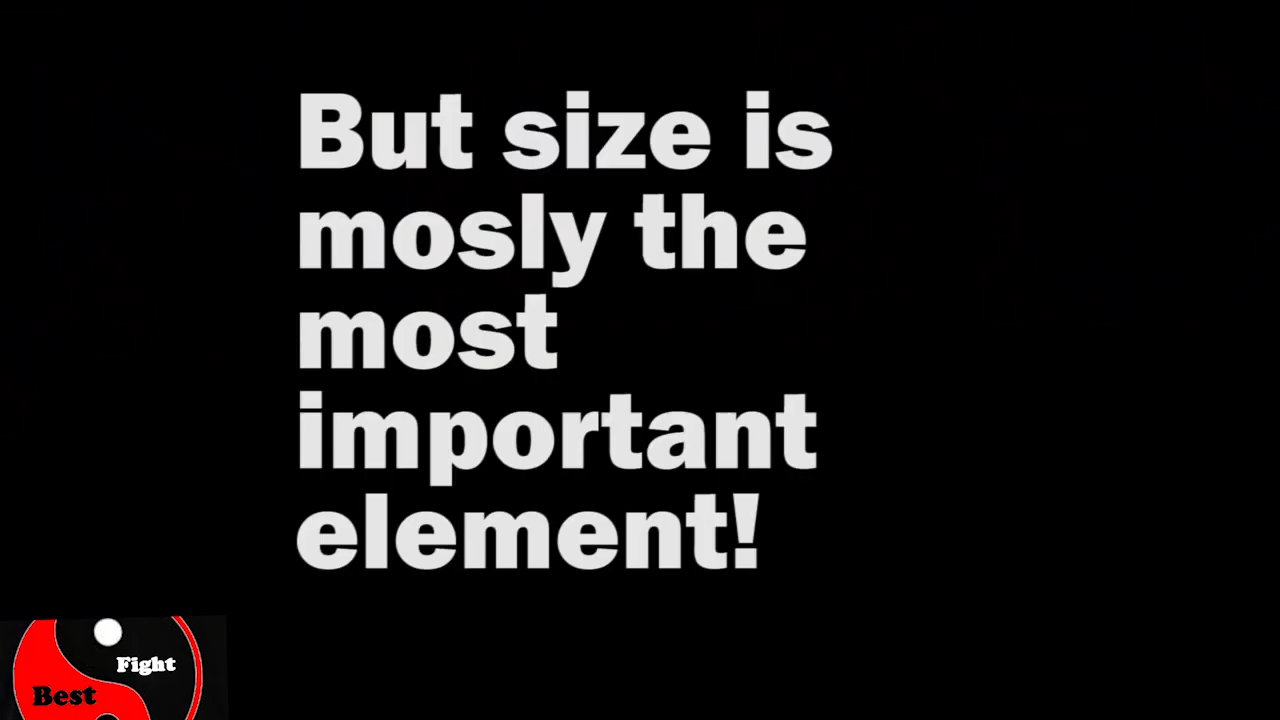 But size is
mosly the
most
important
element!
Fight
Best